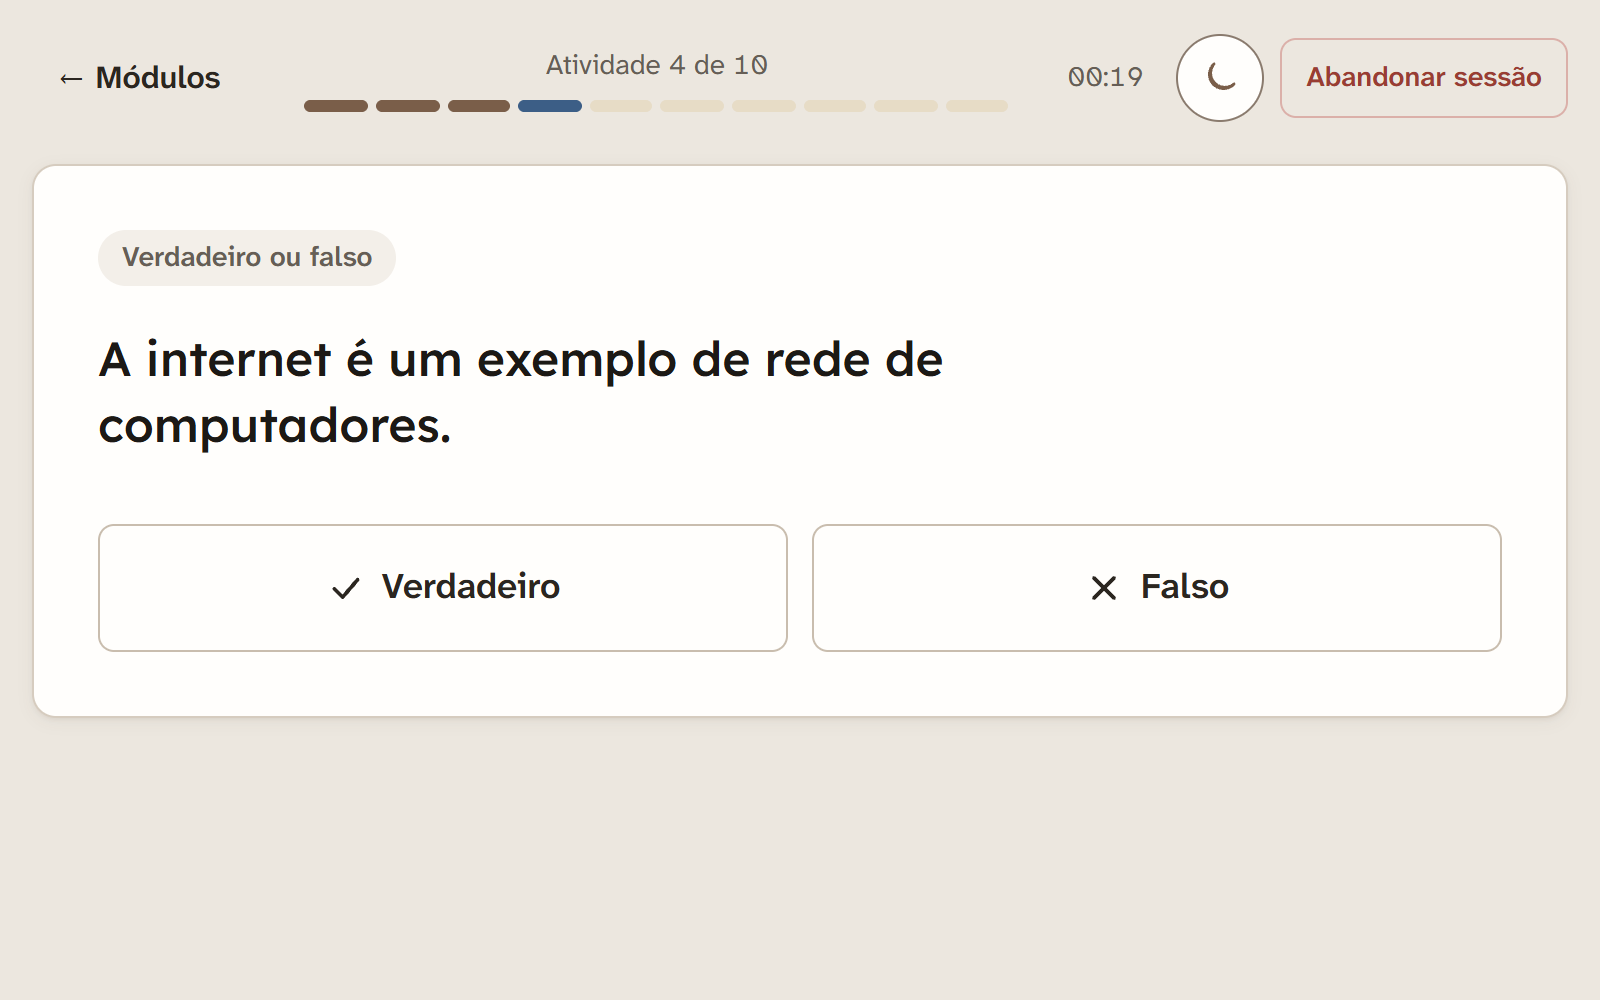 ← Módulos
Atividade 4 de 10
00:19
Abandonar sessão
Verdadeiro ou falso
A internet é um exemplo de rede de
computadores.
Verdadeiro
Falso